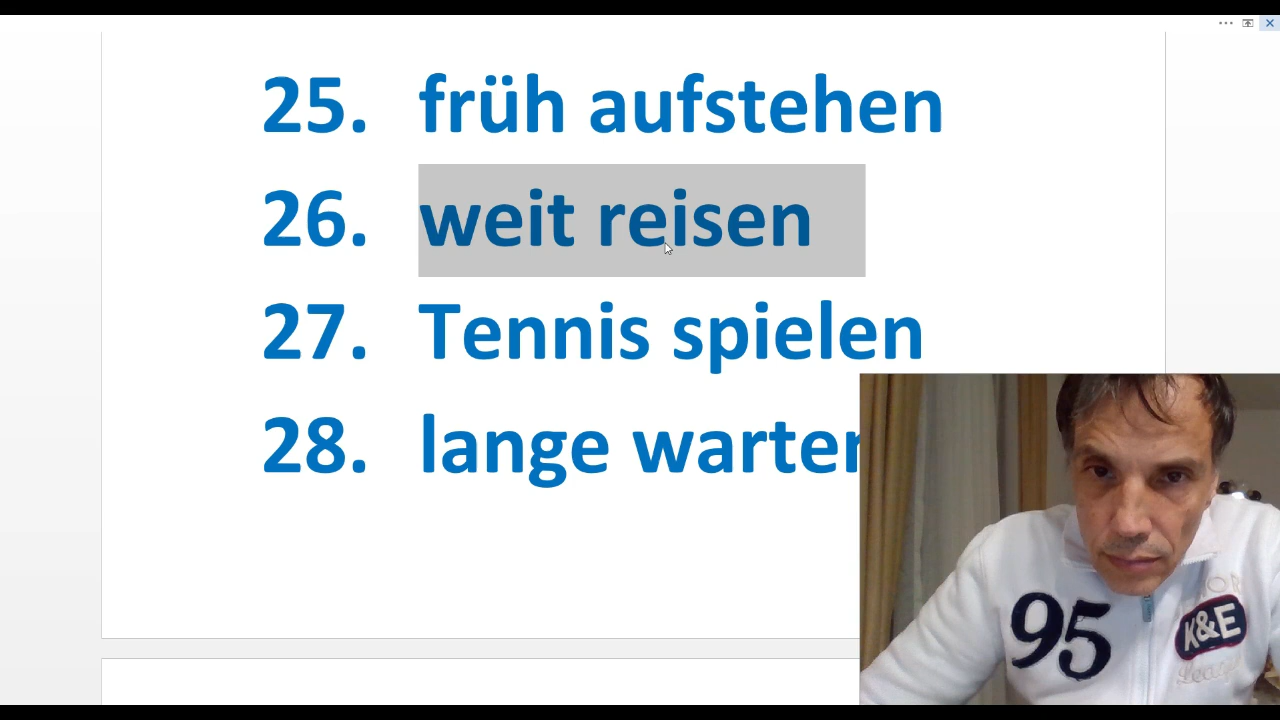 25. früh aufstehen
26. weit reisen
27. Tennis spielen
28. lange warten
95
K&E